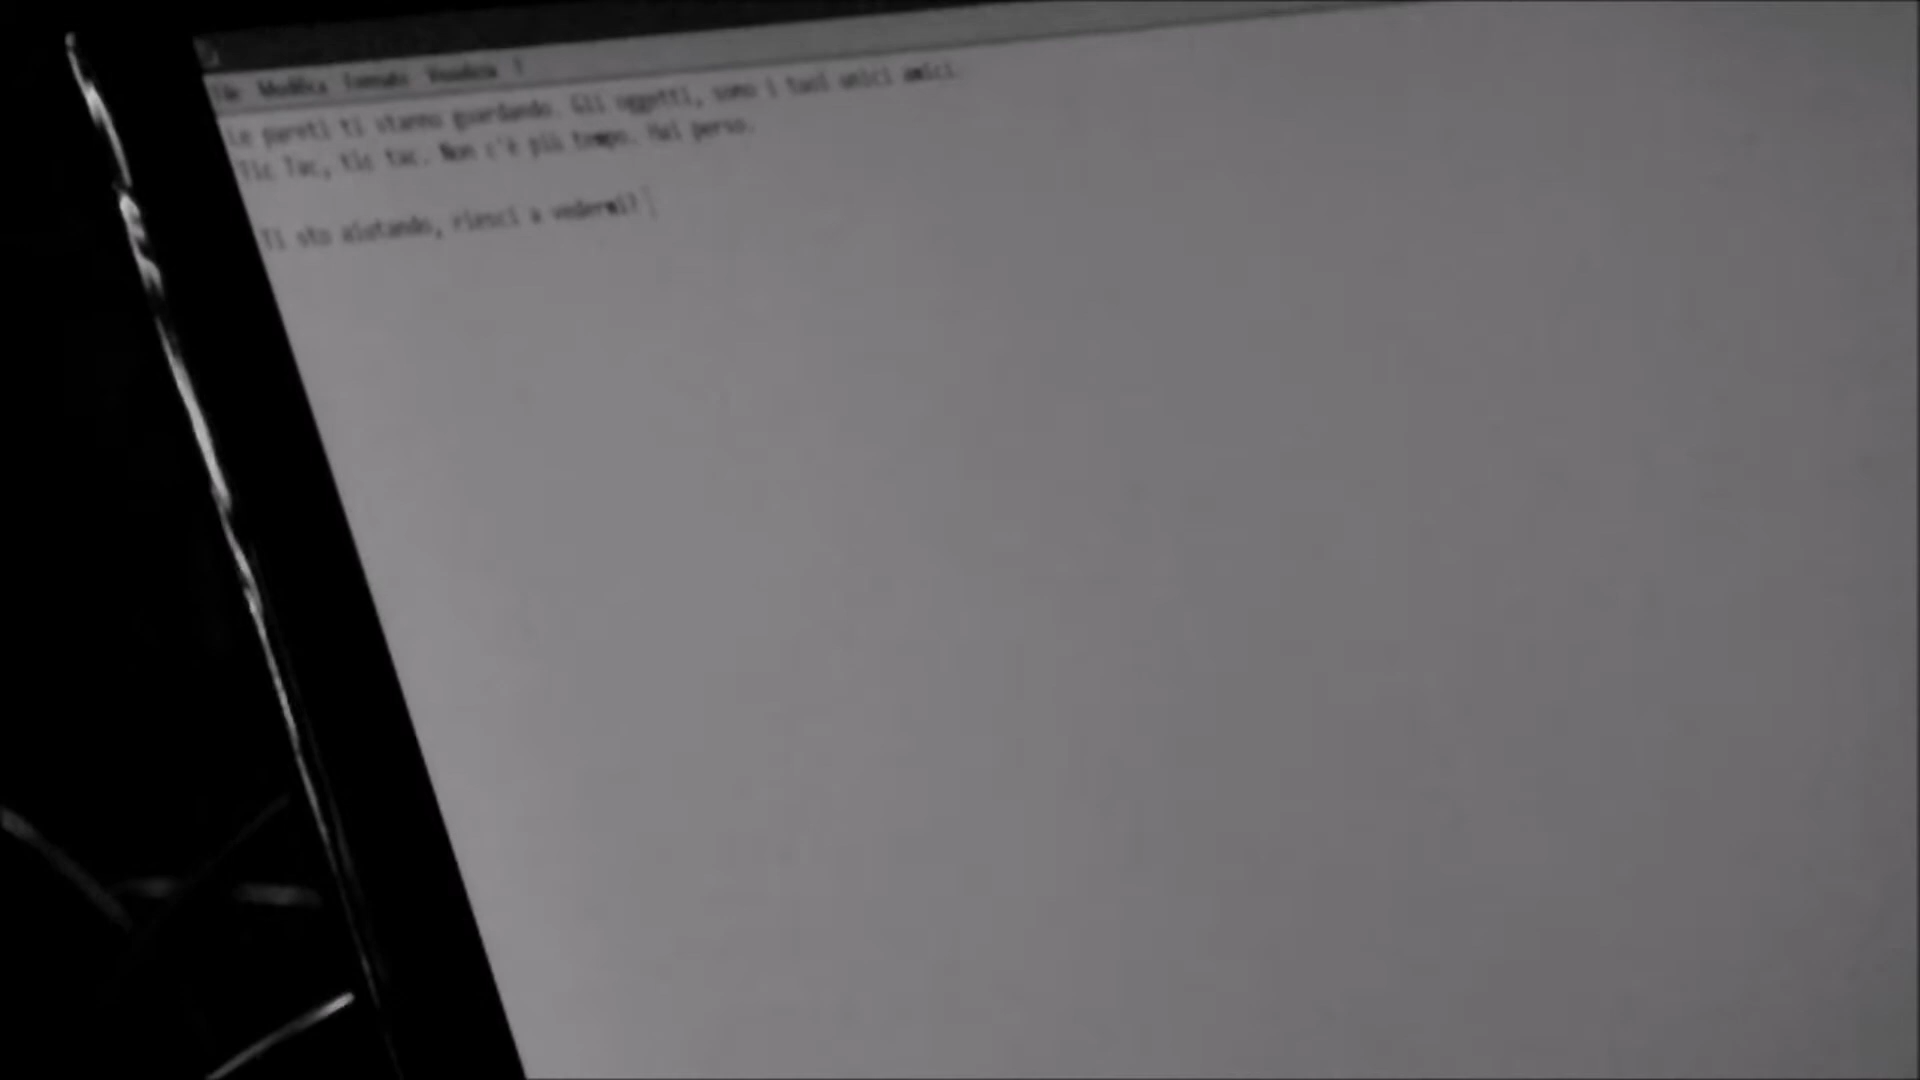 File Modifica Formato Visualizza ?
Le pareti ti stanno guardando. Gli oggetti, sono i tuoi unici amici.
Tic Tac, tic tac. Non c'è più tempo. Hai perso.
Ti sto aiutando, riesci a vedermi?